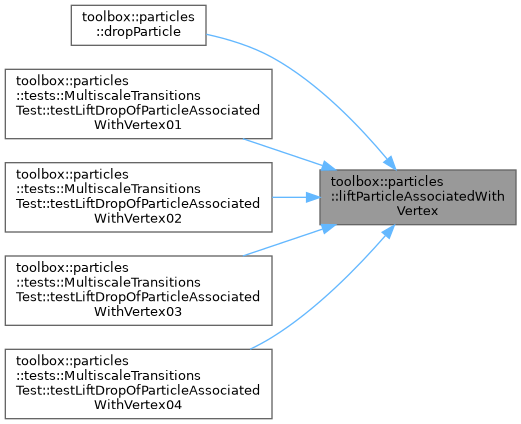 toolbox::particles
::dropParticle
toolbox::particles
::tests::MultiscaleTransitions
Test::testLiftDropOfParticleAssociated
WithVertex01
toolbox::particles
::tests::MultiscaleTransitions
Test::testLiftDropOfParticleAssociated
WithVertex02
toolbox::particles
::tests::MultiscaleTransitions
Test::testLiftDropOfParticleAssociated
WithVertex03
toolbox::particles
::tests::MultiscaleTransitions
Test::testLiftDropOfParticleAssociated
WithVertex04
toolbox::particles
::liftParticleAssociatedWith
Vertex